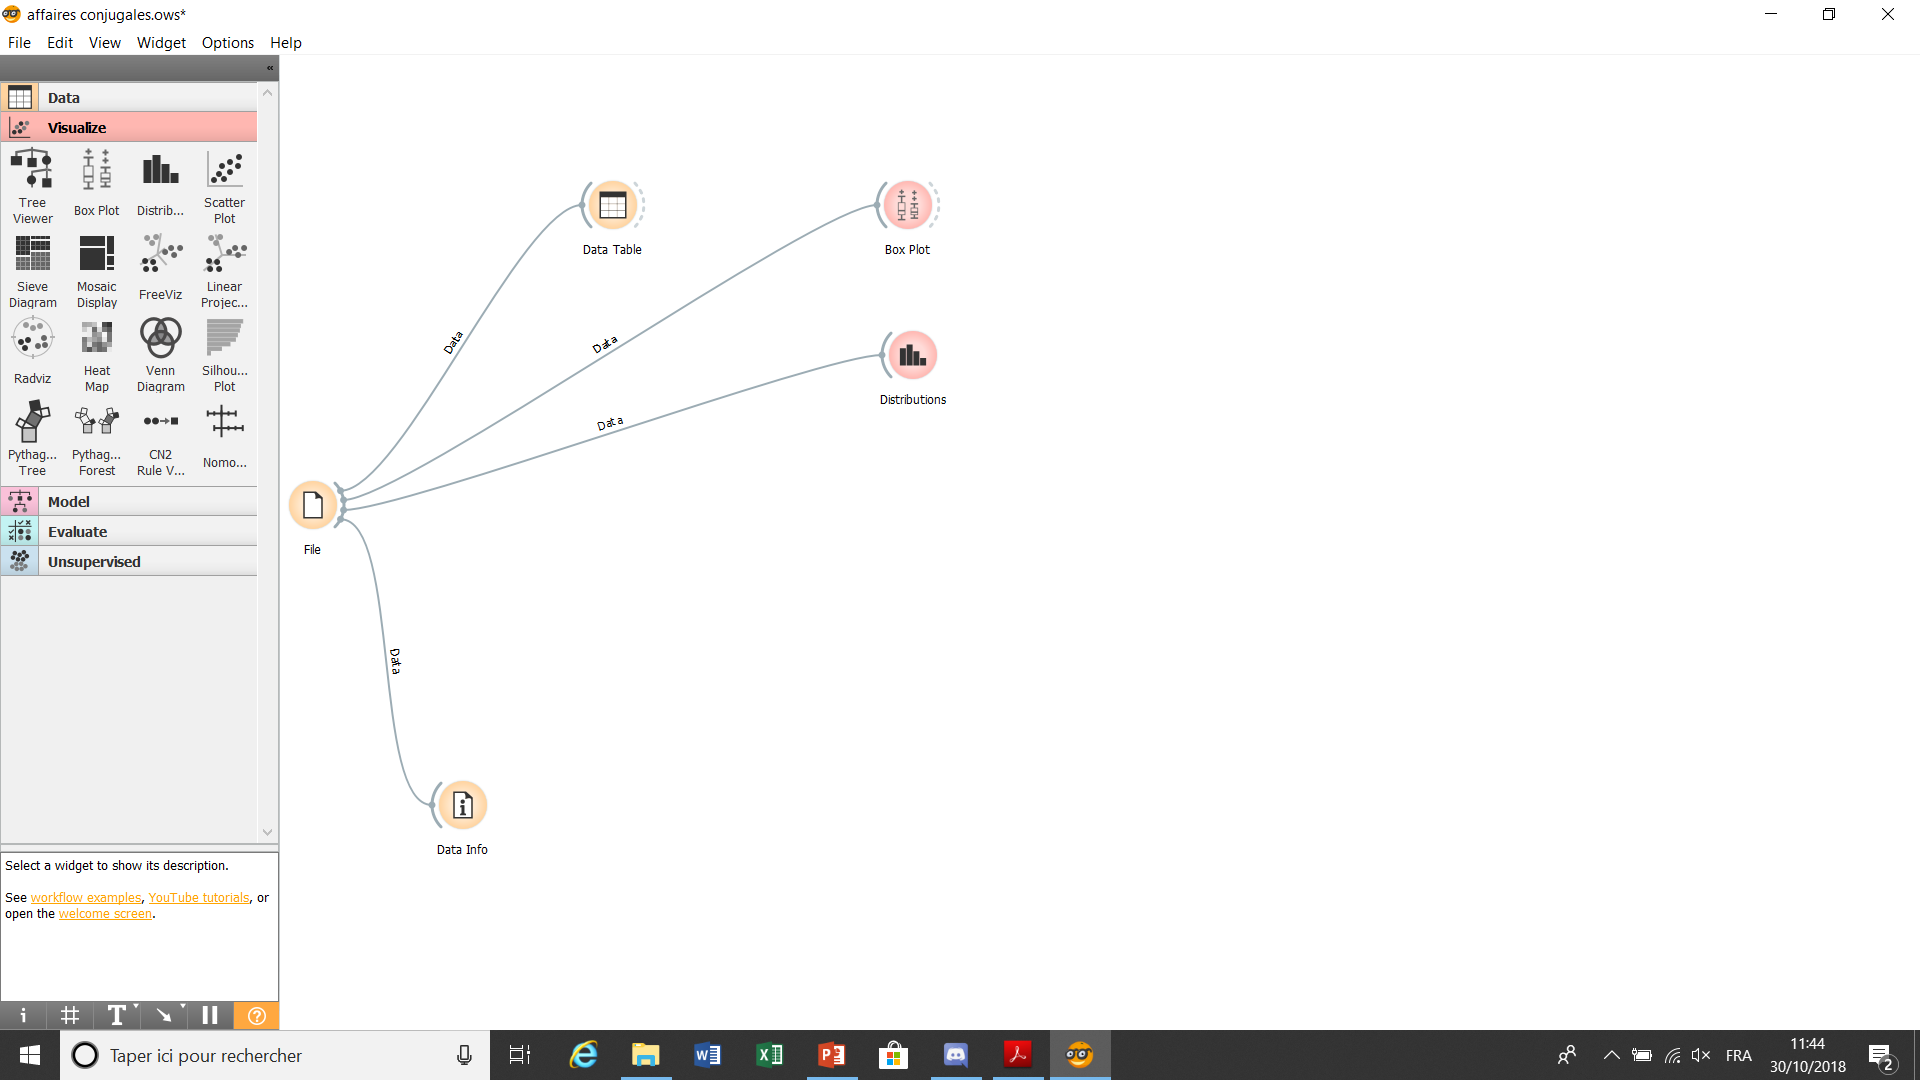 affaires conjugales.ows*
File Edit View Widget Options Help
«
Data
Visualize
Tree Viewer
Box Plot
Distrib...
Scatter Plot
Sieve Diagram
Mosaic Display
FreeViz
Linear Projec...
Radviz
Heat Map
Venn Diagram
Silhou... Plot
Pythag... Tree
Pythag... Forest
CN2 Rule V...
Nomo...
Model
Evaluate
Unsupervised
Select a widget to show its description.
See workflow examples, YouTube tutorials, or
open the welcome screen.
Data Table
Box Plot
Data
Data
Distributions
Data
File
Data
Data Info
Taper ici pour rechercher
FRA
11:44
30/10/2018
2